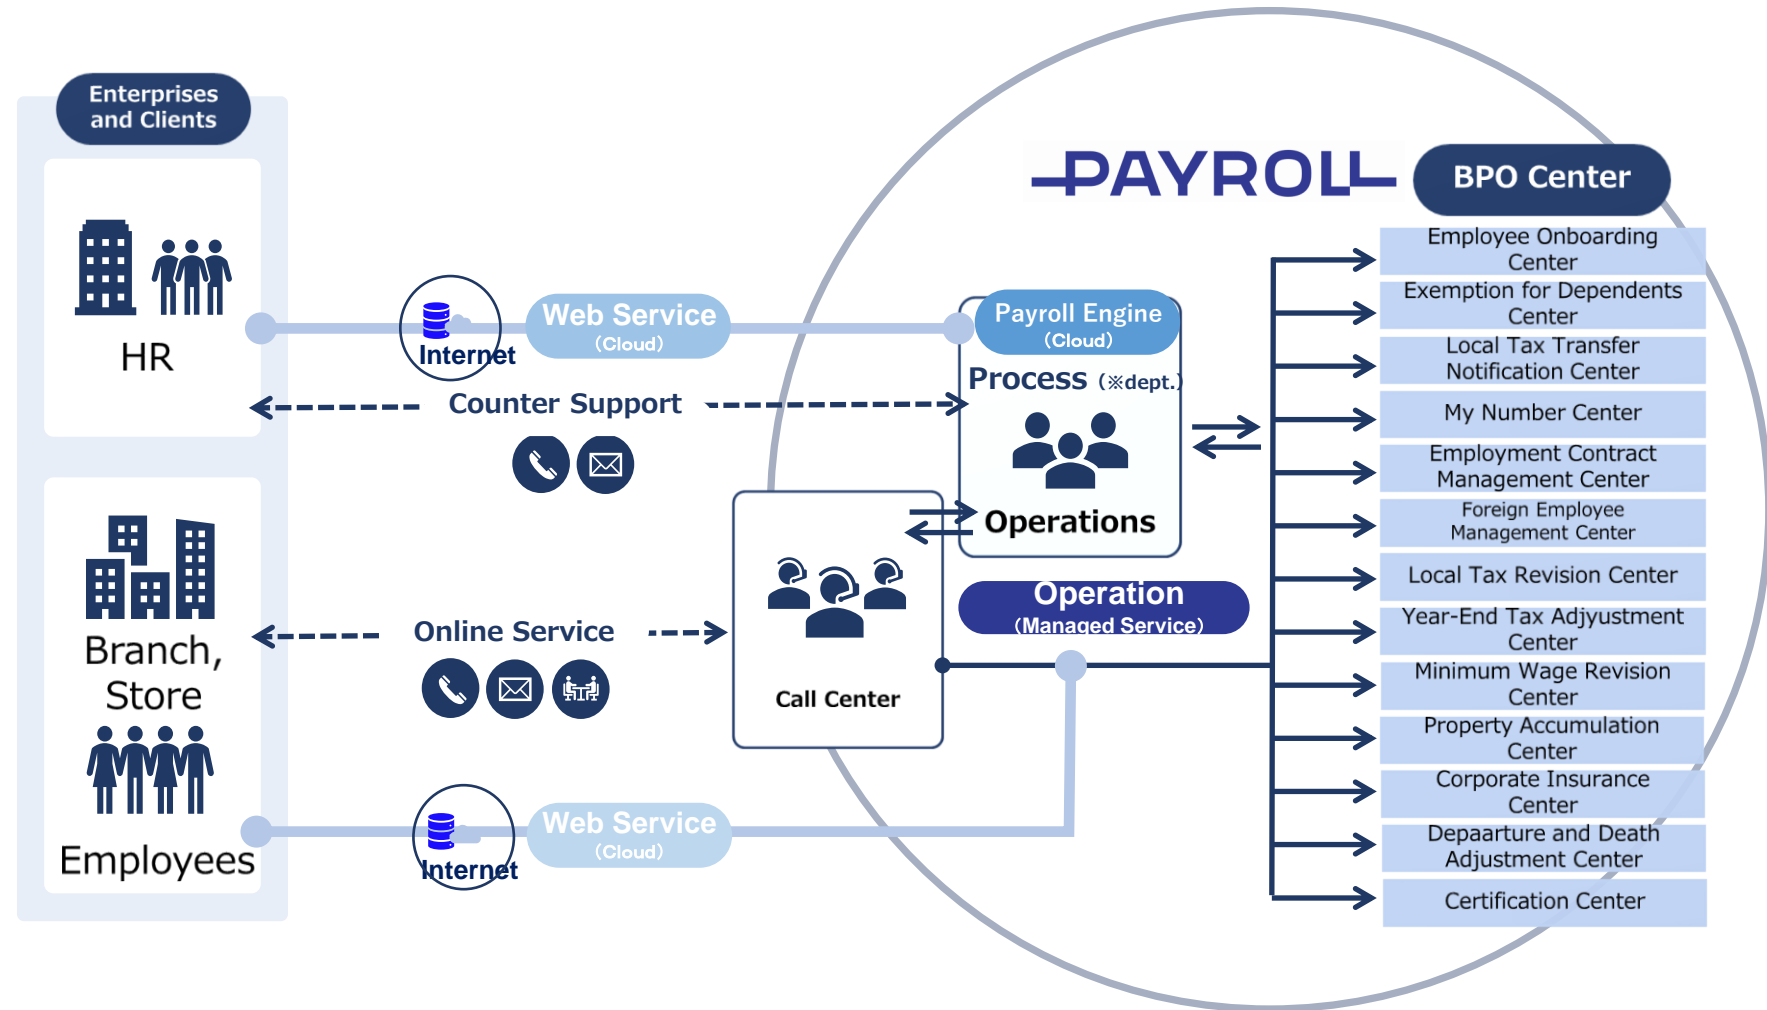 Enterprises
and Clients
HR
Branch,
Store
Employees
Internet
Web Service
(Cloud)
Counter Support
Online Service
Internet
Web Service
(Cloud)
Payroll Engine
(Cloud)
Process (※dept.)
Operations
Call Center
Operation
(Managed Service)
PAYROLL
BPO Center
Employee Onboarding
Center
Exemption for Dependents
Center
Local Tax Transfer
Notification Center
My Number Center
Employment Contract
Management Center
Foreign Employee
Management Center
Local Tax Revision Center
Year-End Tax Adjyustment
Center
Minimum Wage Revision
Center
Property Accumulation
Center
Corporate Insurance
Center
Depaarture and Death
Adjustment Center
Certification Center